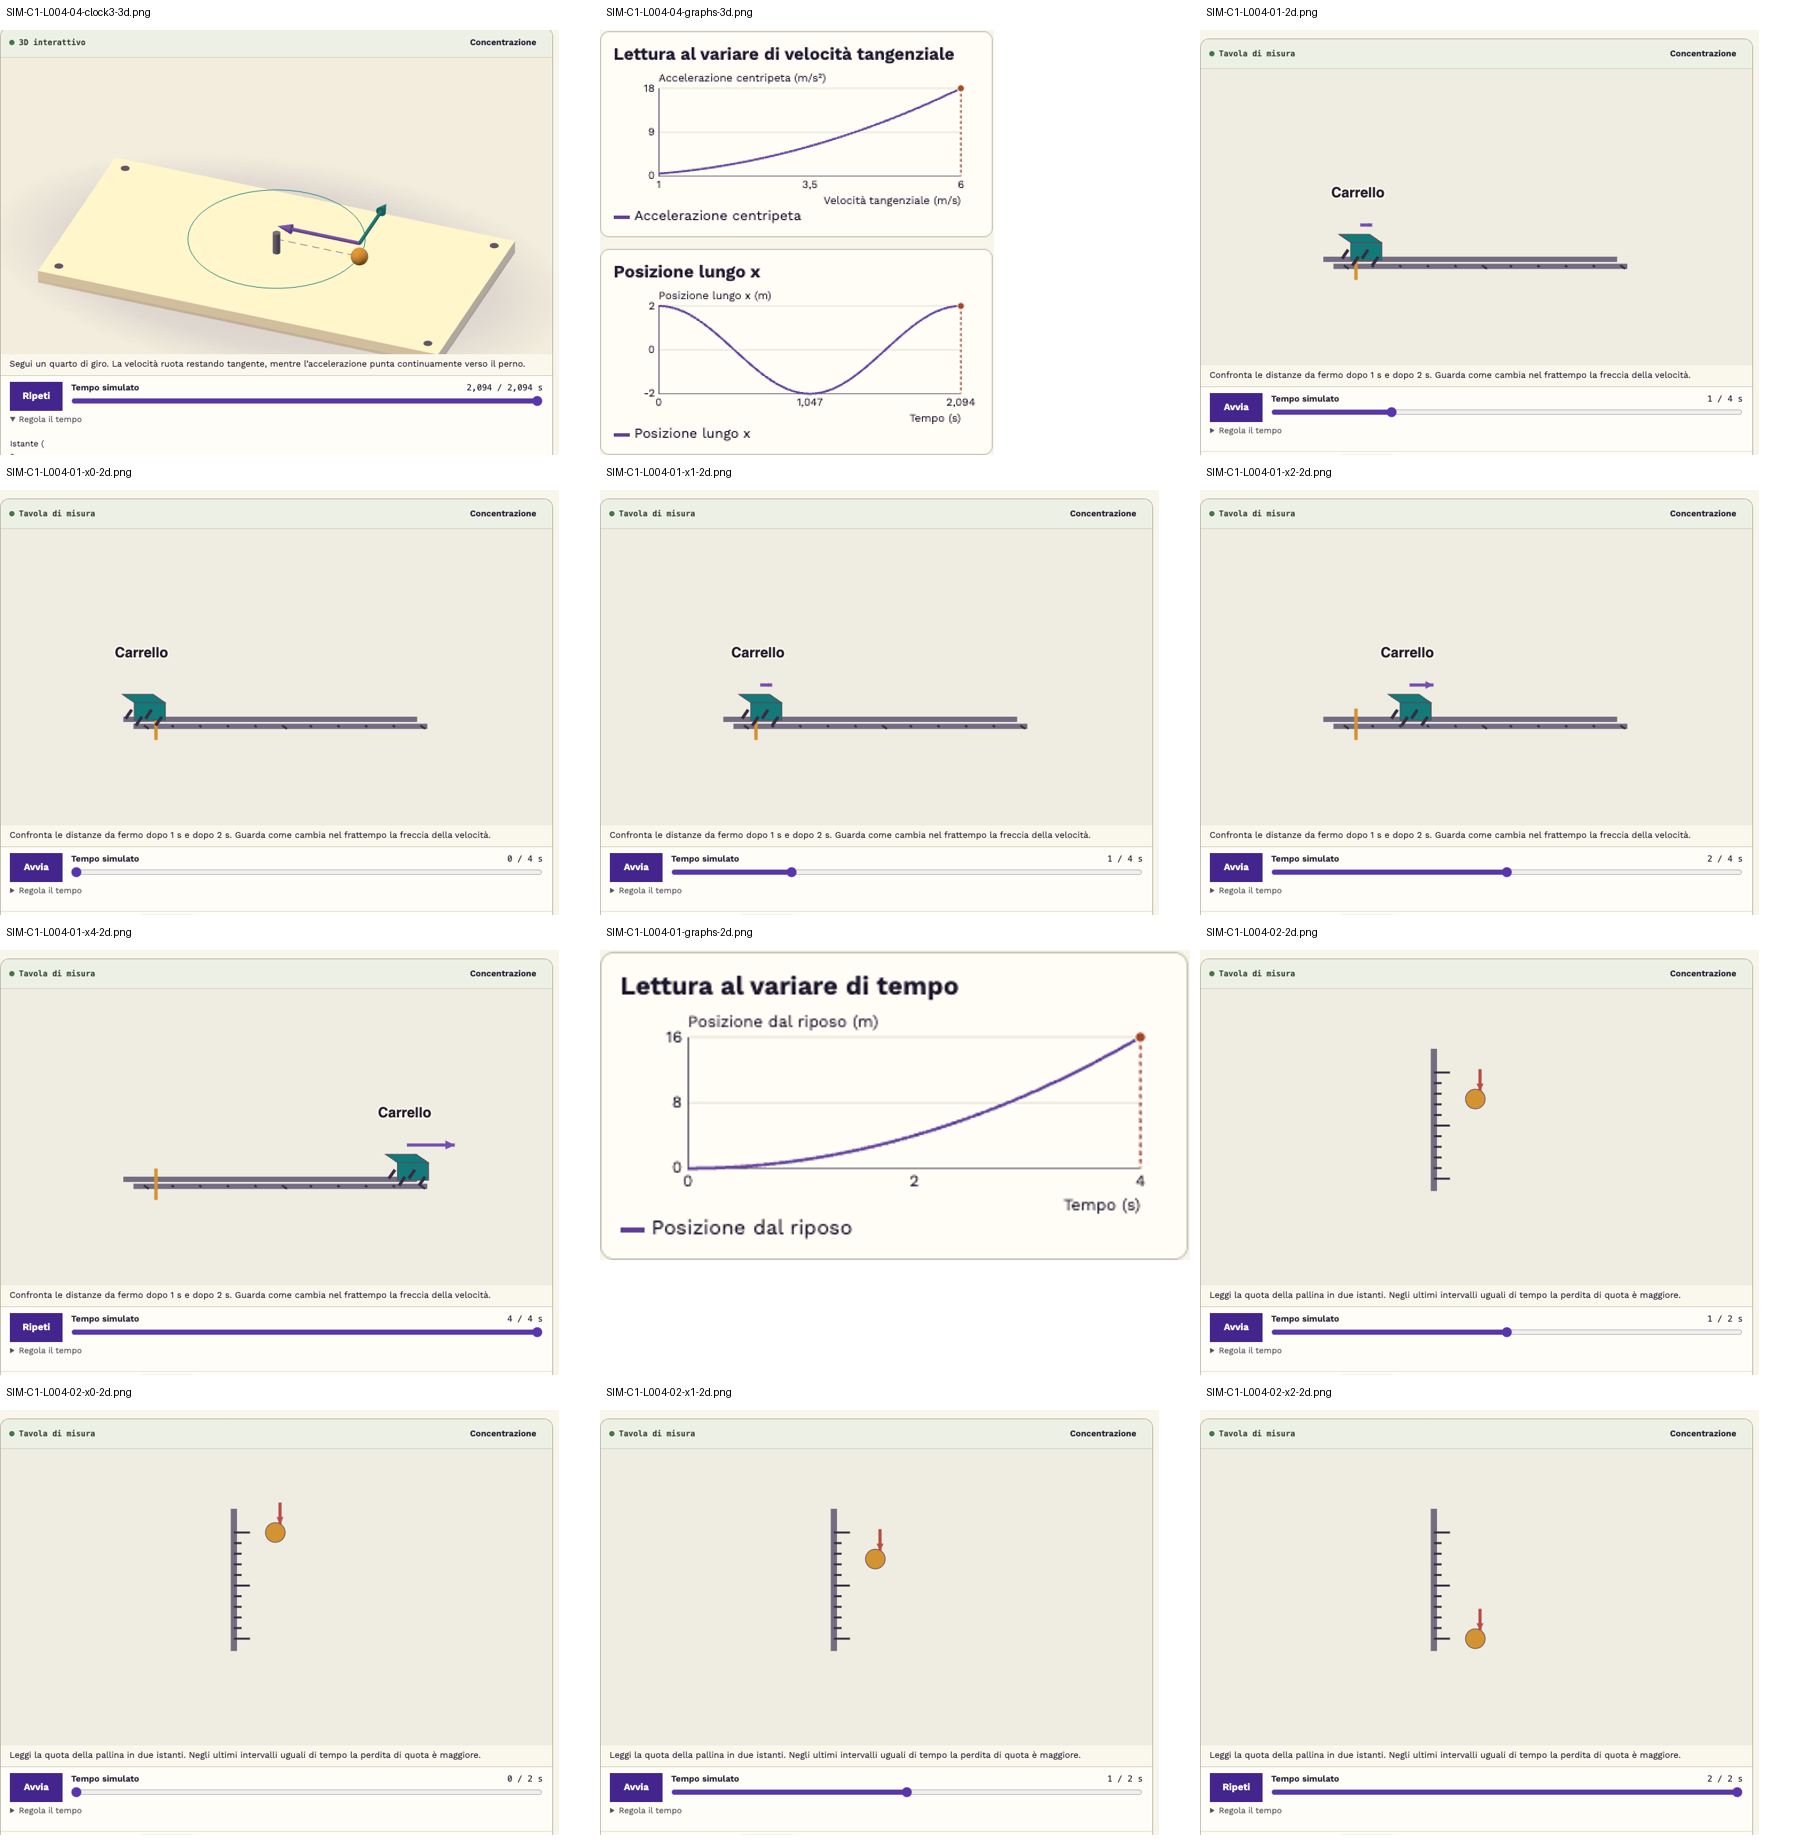 SIM-C1-L004-04-clock3-3d.png
3D interattivo
Concentrazione
Segui un quarto di giro. La velocità ruota restando tangente, mentre l'accelerazione punta continuamente verso il perno.
Ripeti
Tempo simulato
2,094 / 2,094 s
▼ Regola il tempo
Istante (
SIM-C1-L004-04-graphs-3d.png
Lettura al variare di velocità tangenziale
Accelerazione centripeta (m/s²)
18
9
0
1
3,5
6
Velocità tangenziale (m/s)
Accelerazione centripeta
Posizione lungo x
Posizione lungo x (m)
2
0
-2
0
1,047
2,094
Tempo (s)
Posizione lungo x
SIM-C1-L004-01-2d.png
Tavola di misura
Concentrazione
Carrello
Confronta le distanze da fermo dopo 1 s e dopo 2 s. Guarda come cambia nel frattempo la freccia della velocità.
Avvia
Tempo simulato
1 / 4 s
▶ Regola il tempo
SIM-C1-L004-01-x0-2d.png
Tavola di misura
Concentrazione
Carrello
Confronta le distanze da fermo dopo 1 s e dopo 2 s. Guarda come cambia nel frattempo la freccia della velocità.
Avvia
Tempo simulato
0 / 4 s
▶ Regola il tempo
SIM-C1-L004-01-x1-2d.png
Tavola di misura
Concentrazione
Carrello
Confronta le distanze da fermo dopo 1 s e dopo 2 s. Guarda come cambia nel frattempo la freccia della velocità.
Avvia
Tempo simulato
1 / 4 s
▶ Regola il tempo
SIM-C1-L004-01-x2-2d.png
Tavola di misura
Concentrazione
Carrello
Confronta le distanze da fermo dopo 1 s e dopo 2 s. Guarda come cambia nel frattempo la freccia della velocità.
Avvia
Tempo simulato
2 / 4 s
▶ Regola il tempo
SIM-C1-L004-01-x4-2d.png
Tavola di misura
Concentrazione
Carrello
Confronta le distanze da fermo dopo 1 s e dopo 2 s. Guarda come cambia nel frattempo la freccia della velocità.
Ripeti
Tempo simulato
4 / 4 s
▶ Regola il tempo
SIM-C1-L004-01-graphs-2d.png
Lettura al variare di tempo
Posizione dal riposo (m)
16
8
0
0
2
4
Tempo (s)
Posizione dal riposo
SIM-C1-L004-02-2d.png
Tavola di misura
Concentrazione
Leggi la quota della pallina in due istanti. Negli ultimi intervalli uguali di tempo la perdita di quota è maggiore.
Avvia
Tempo simulato
1 / 2 s
▶ Regola il tempo
SIM-C1-L004-02-x0-2d.png
Tavola di misura
Concentrazione
Leggi la quota della pallina in due istanti. Negli ultimi intervalli uguali di tempo la perdita di quota è maggiore.
Avvia
Tempo simulato
0 / 2 s
▶ Regola il tempo
SIM-C1-L004-02-x1-2d.png
Tavola di misura
Concentrazione
Leggi la quota della pallina in due istanti. Negli ultimi intervalli uguali di tempo la perdita di quota è maggiore.
Avvia
Tempo simulato
1 / 2 s
▶ Regola il tempo
SIM-C1-L004-02-x2-2d.png
Tavola di misura
Concentrazione
Leggi la quota della pallina in due istanti. Negli ultimi intervalli uguali di tempo la perdita di quota è maggiore.
Ripeti
Tempo simulato
2 / 2 s
▶ Regola il tempo